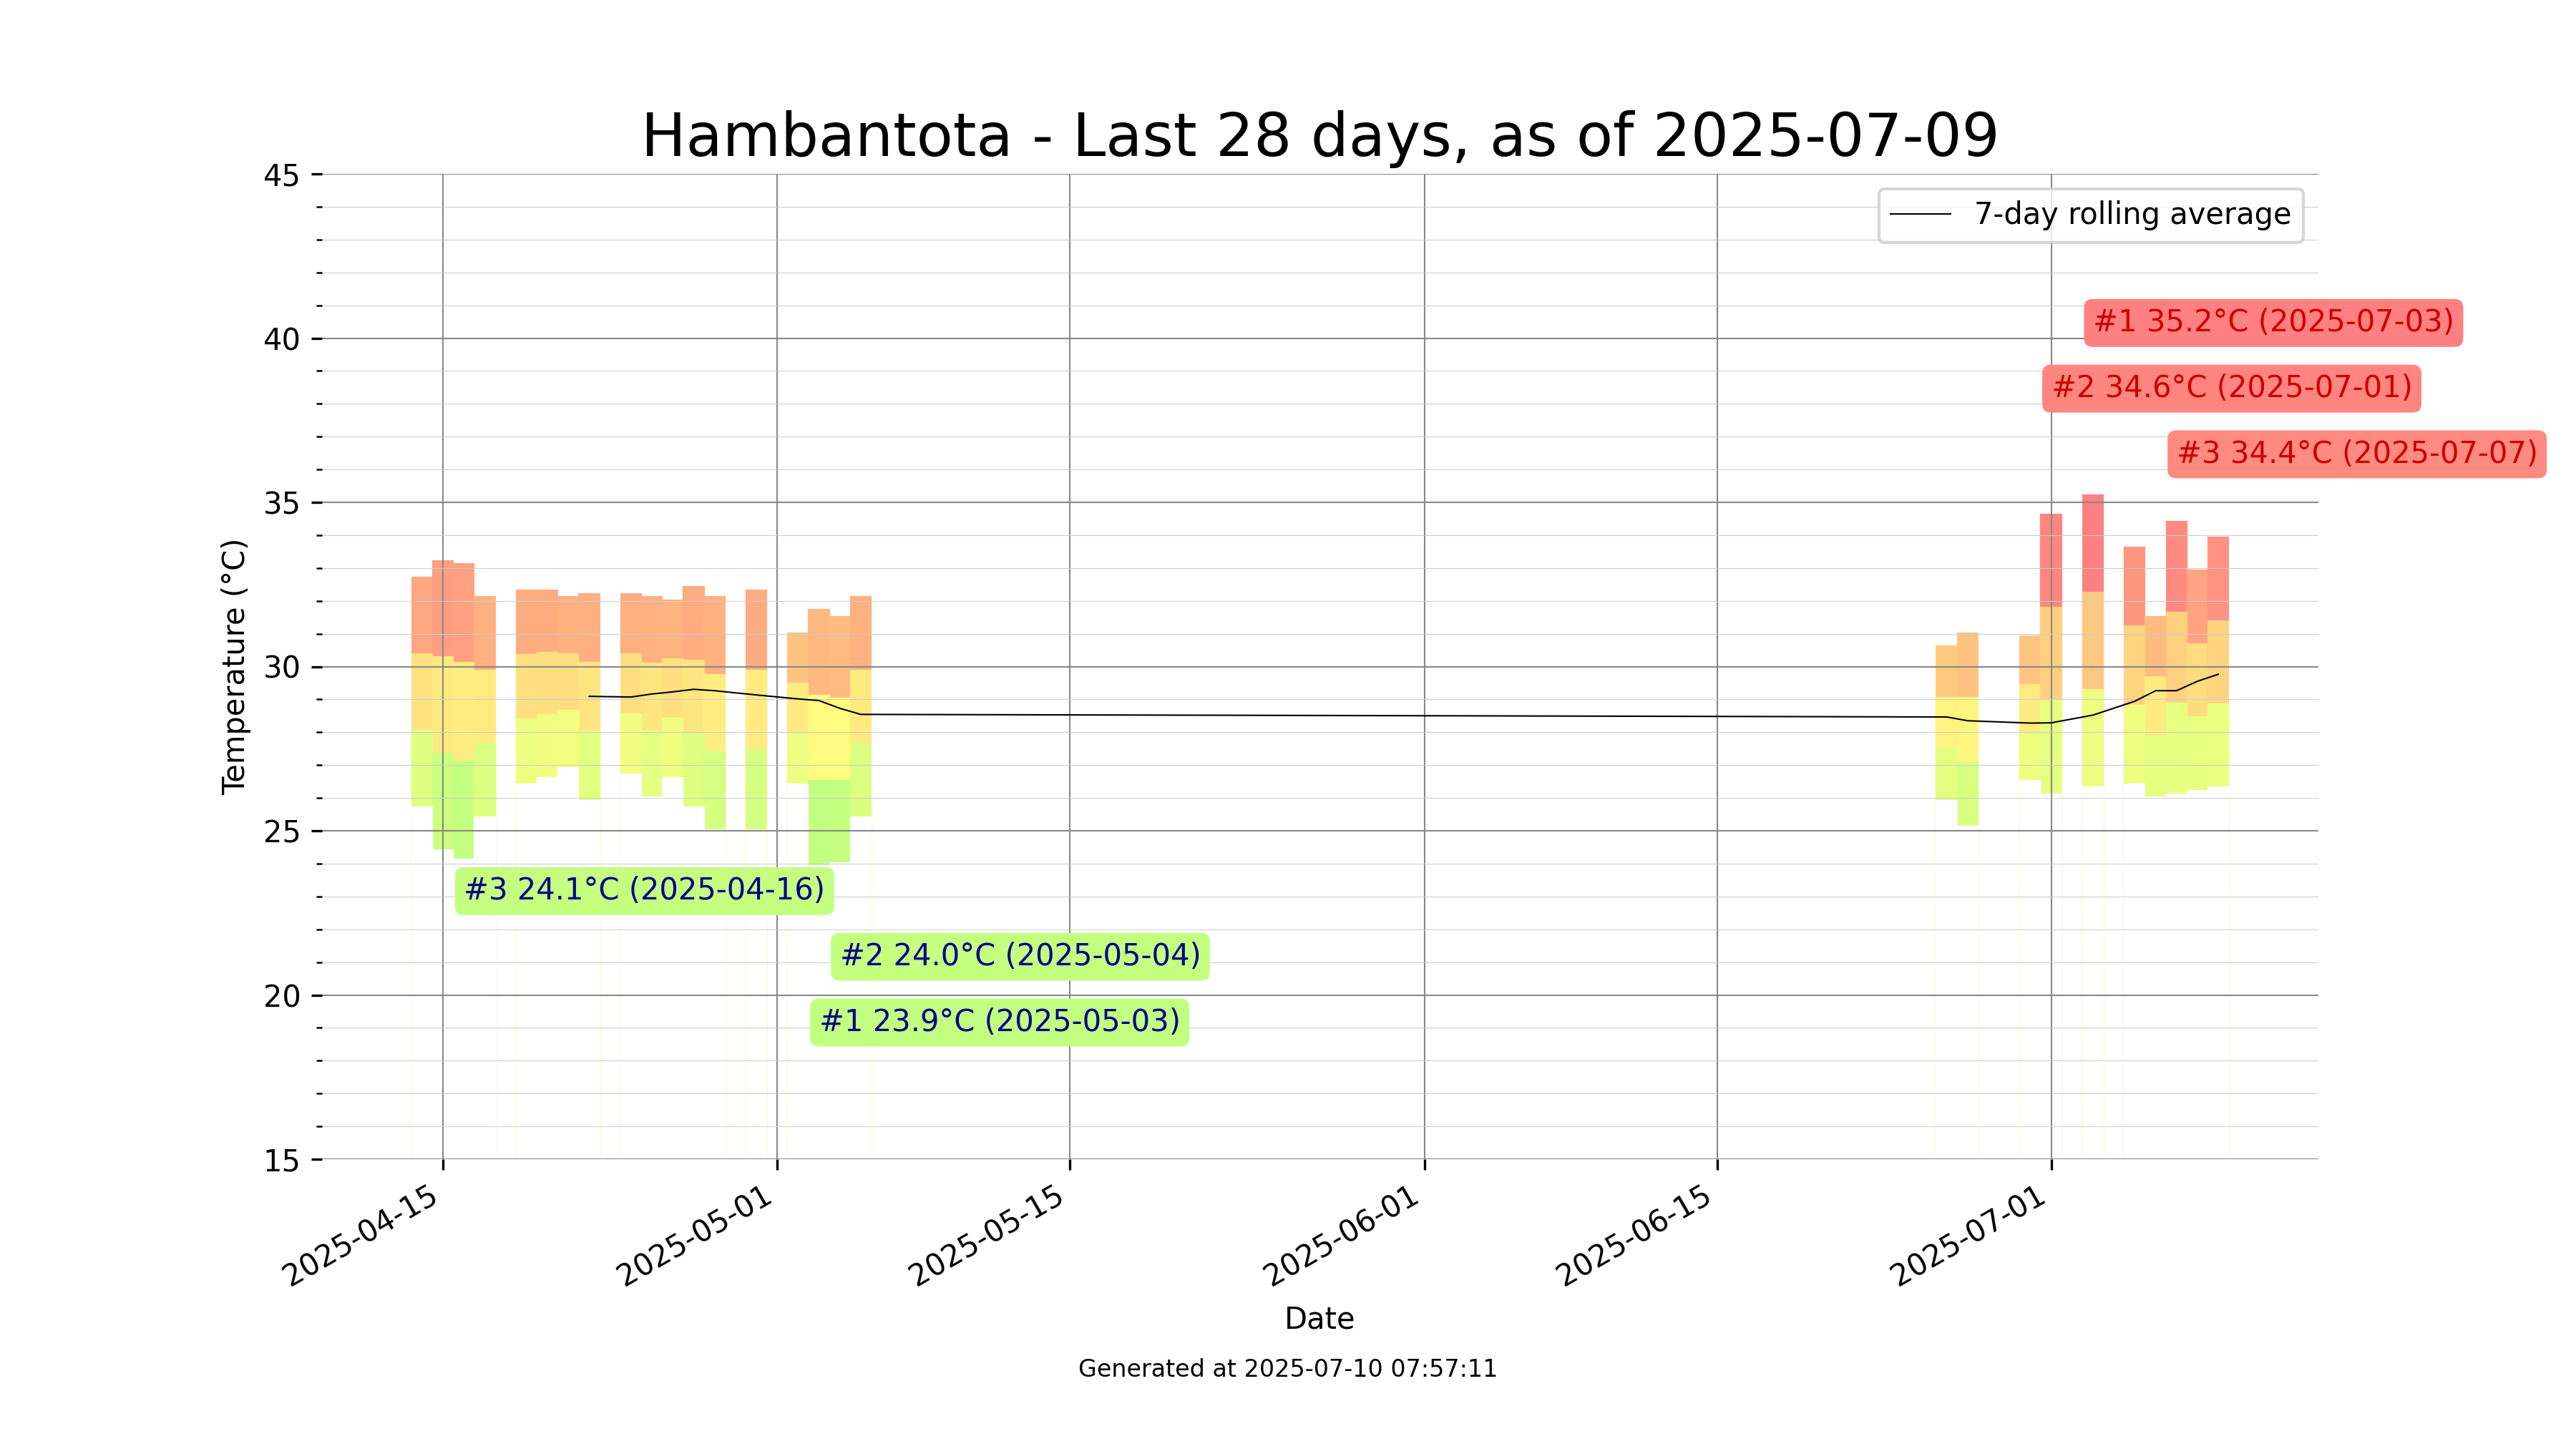 Hambantota - Last 28 days, as of 2025-07-09
45
40
35
30
25
20
15
Temperature (°C)
7-day rolling average
#1 35.2°C (2025-07-03)
#2 34.6°C (2025-07-01)
#3 34.4°C (2025-07-07)
#3 24.1°C (2025-04-16)
#2 24.0°C (2025-05-04)
#1 23.9°C (2025-05-03)
2025-04-15
2025-05-01
2025-05-15
2025-06-01
2025-06-15
2025-07-01
Date
Generated at 2025-07-10 07:57:11